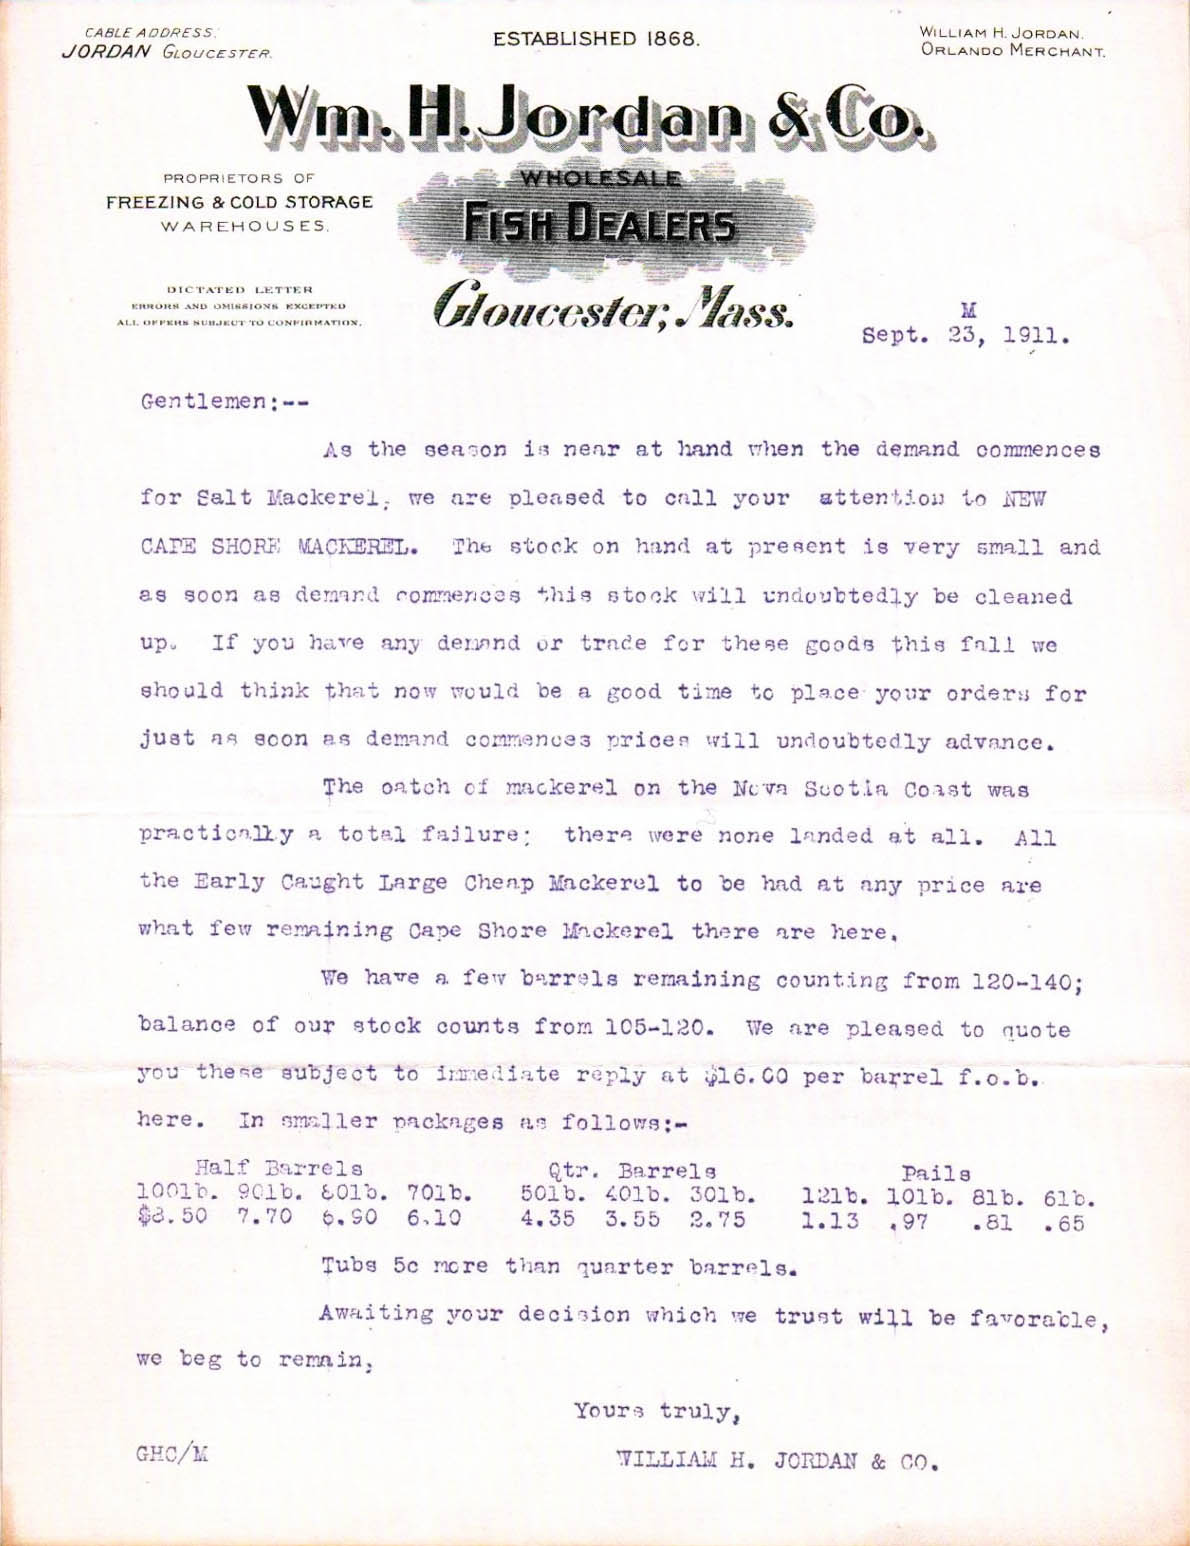 CABLE ADDRESS:
JORDAN GLOUCESTER.
ESTABLISHED 1868.
WILLIAM H. JORDAN.
ORLANDO MERCHANT.
Wm. H. Jordan & Co.
WHOLESALE
FISH DEALERS
Gloucester, Mass.
PROPRIETORS OF
FREEZING & COLD STORAGE
WAREHOUSES.
DICTATED LETTER
ERRORS AND OMISSIONS EXCEPTED
ALL OFFERS SUBJECT TO CONFIRMATION.
M
Sept. 23, 1911.
Gentlemen:--
As the season is near at hand when the demand commences
for Salt Mackerel, we are pleased to call your attention to NEW
CAPE SHORE MACKEREL. The stock on hand at present is very small and
as soon as demand commences this stock will undoubtedly be cleaned
up. If you have any demand or trade for these goods this fall we
should think that now would be a good time to place your orders for
just as soon as demand commences prices will undoubtedly advance.
The catch of mackerel on the Nova Scotia Coast was
practically a total failure; there were none landed at all. All
the Early Caught Large Cheap Mackerel to be had at any price are
what few remaining Cape Shore Mackerel there are here.
We have a few barrels remaining counting from 120-140;
balance of our stock counts from 105-120. We are pleased to quote
you these subject to immediate reply at $16.00 per barrel f.o.b.
here. In smaller packages as follows:-
Half Barrels Qtr. Barrels Pails
100lb. 90lb. 80lb. 70lb. 50lb. 40lb. 30lb. 12lb. 10lb. 8lb. 6lb.
$8.50 7.70 6.90 6.10 4.35 3.55 2.75 1.13 .97 .81 .65
Tubs 5c more than quarter barrels.
Awaiting your decision which we trust will be favorable,
we beg to remain,
Yours truly,
GHC/M WILLIAM H. JORDAN & CO.